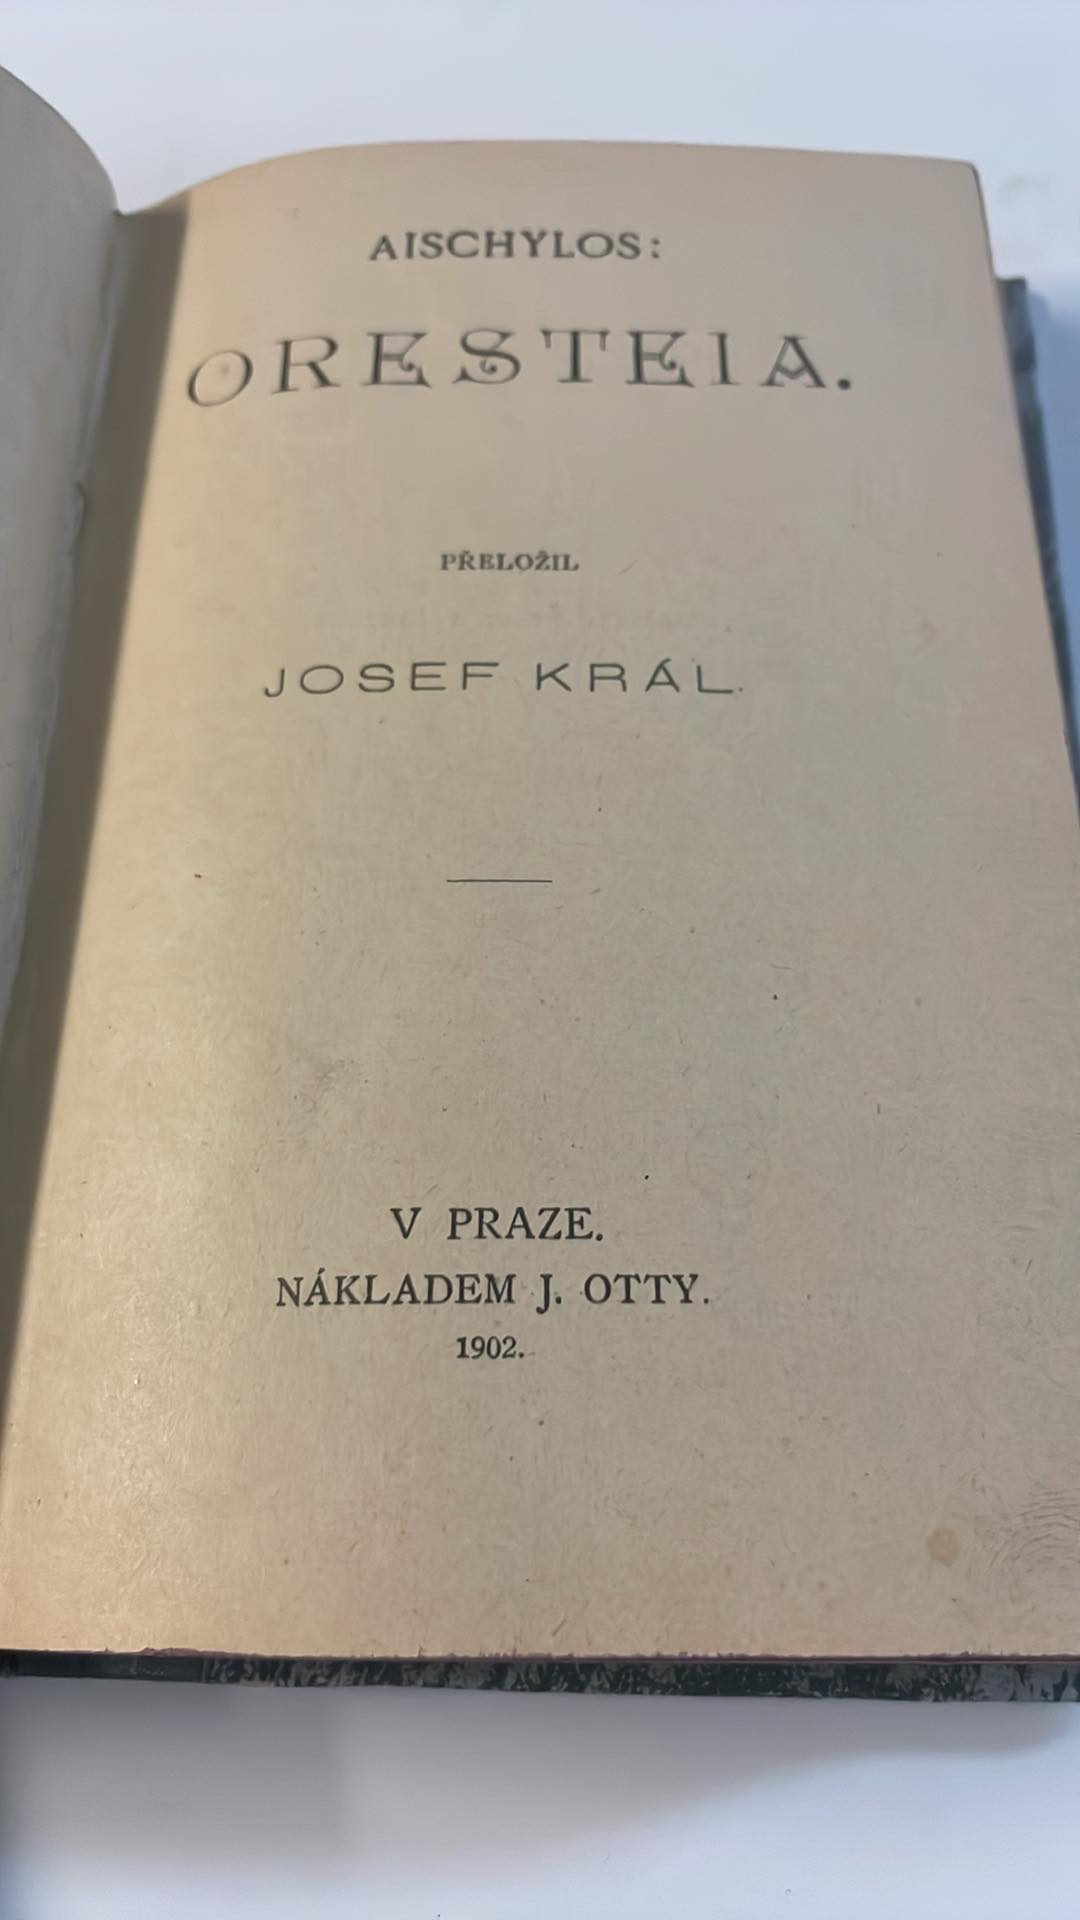 AISCHYLOS:
ORESTEIA.
PŘELOŽIL
JOSEF KRÁL.
V PRAZE.
NÁKLADEM J. OTTY.
1902.